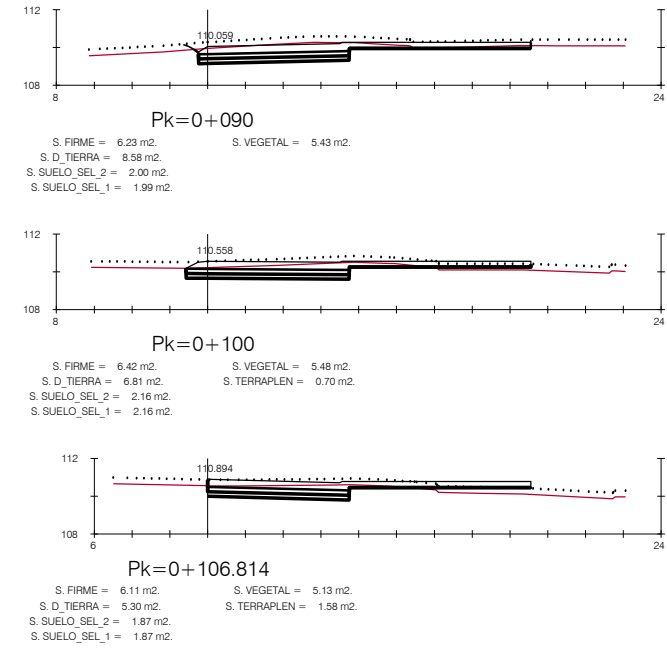 112
110.059
108
8 24
Pk=0+090
S. FIRME = 6.23 m2. S. VEGETAL = 5.43 m2.
S. D_TIERRA = 8.58 m2.
S. SUELO_SEL_2 = 2.00 m2.
S. SUELO_SEL_1 = 1.99 m2.
112
110.558
108
8 24
Pk=0+100
S. FIRME = 6.42 m2. S. VEGETAL = 5.48 m2.
S. D_TIERRA = 6.81 m2. S. TERRAPLEN = 0.70 m2.
S. SUELO_SEL_2 = 2.16 m2.
S. SUELO_SEL_1 = 2.16 m2.
112
110.894
108
6 24
Pk=0+106.814
S. FIRME = 6.11 m2. S. VEGETAL = 5.13 m2.
S. D_TIERRA = 5.30 m2. S. TERRAPLEN = 1.58 m2.
S. SUELO_SEL_2 = 1.87 m2.
S. SUELO_SEL_1 = 1.87 m2.